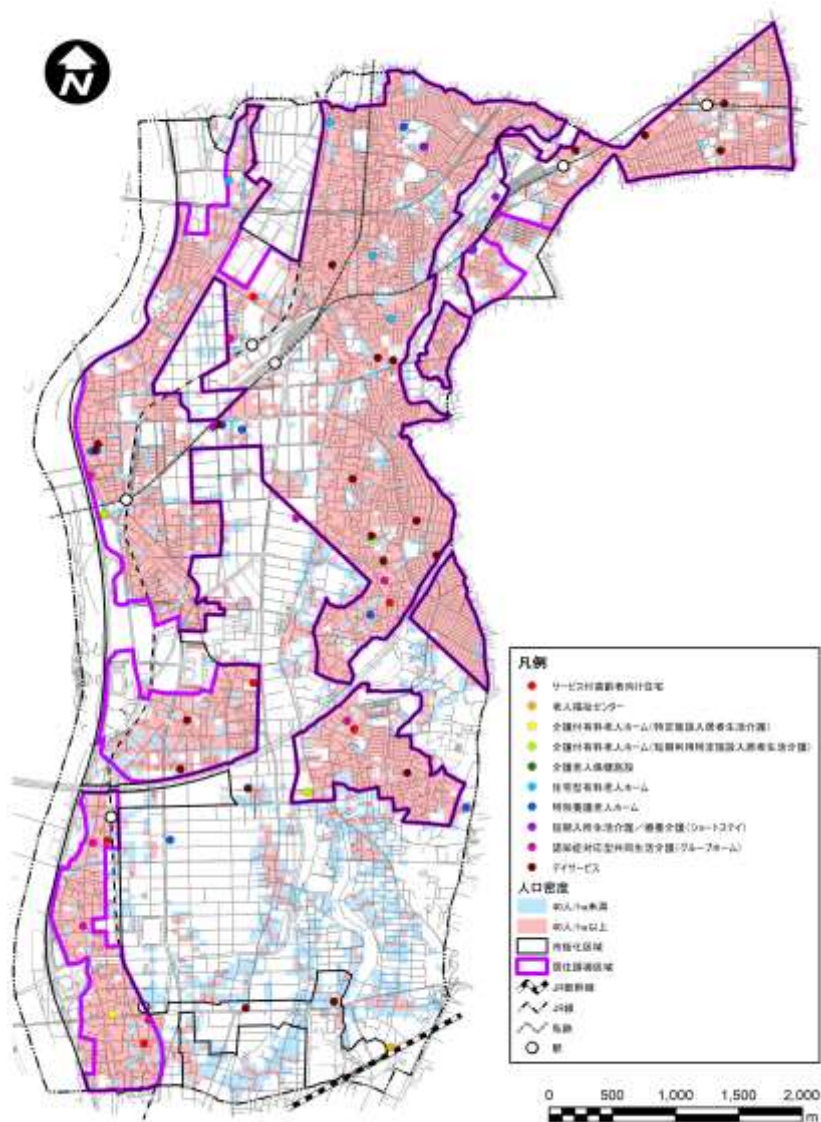 N
凡例
サービス付高齢者向け住宅
老人福祉センター
介護付有料老人ホーム(特定施設入居者生活介護)
介護付有料老人ホーム(短期利用特定施設入居者生活介護)
介護老人保健施設
住宅型有料老人ホーム
特別養護老人ホーム
短期入所生活介護/療養介護(ショートステイ)
認知症対応型共同生活介護(グループホーム)
デイサービス
人口密度
40人/ha未満
40人/ha以上
市街化区域
居住誘導区域
JR新幹線
JR線
私鉄
駅
0 500 1,000 1,500 2,000
m